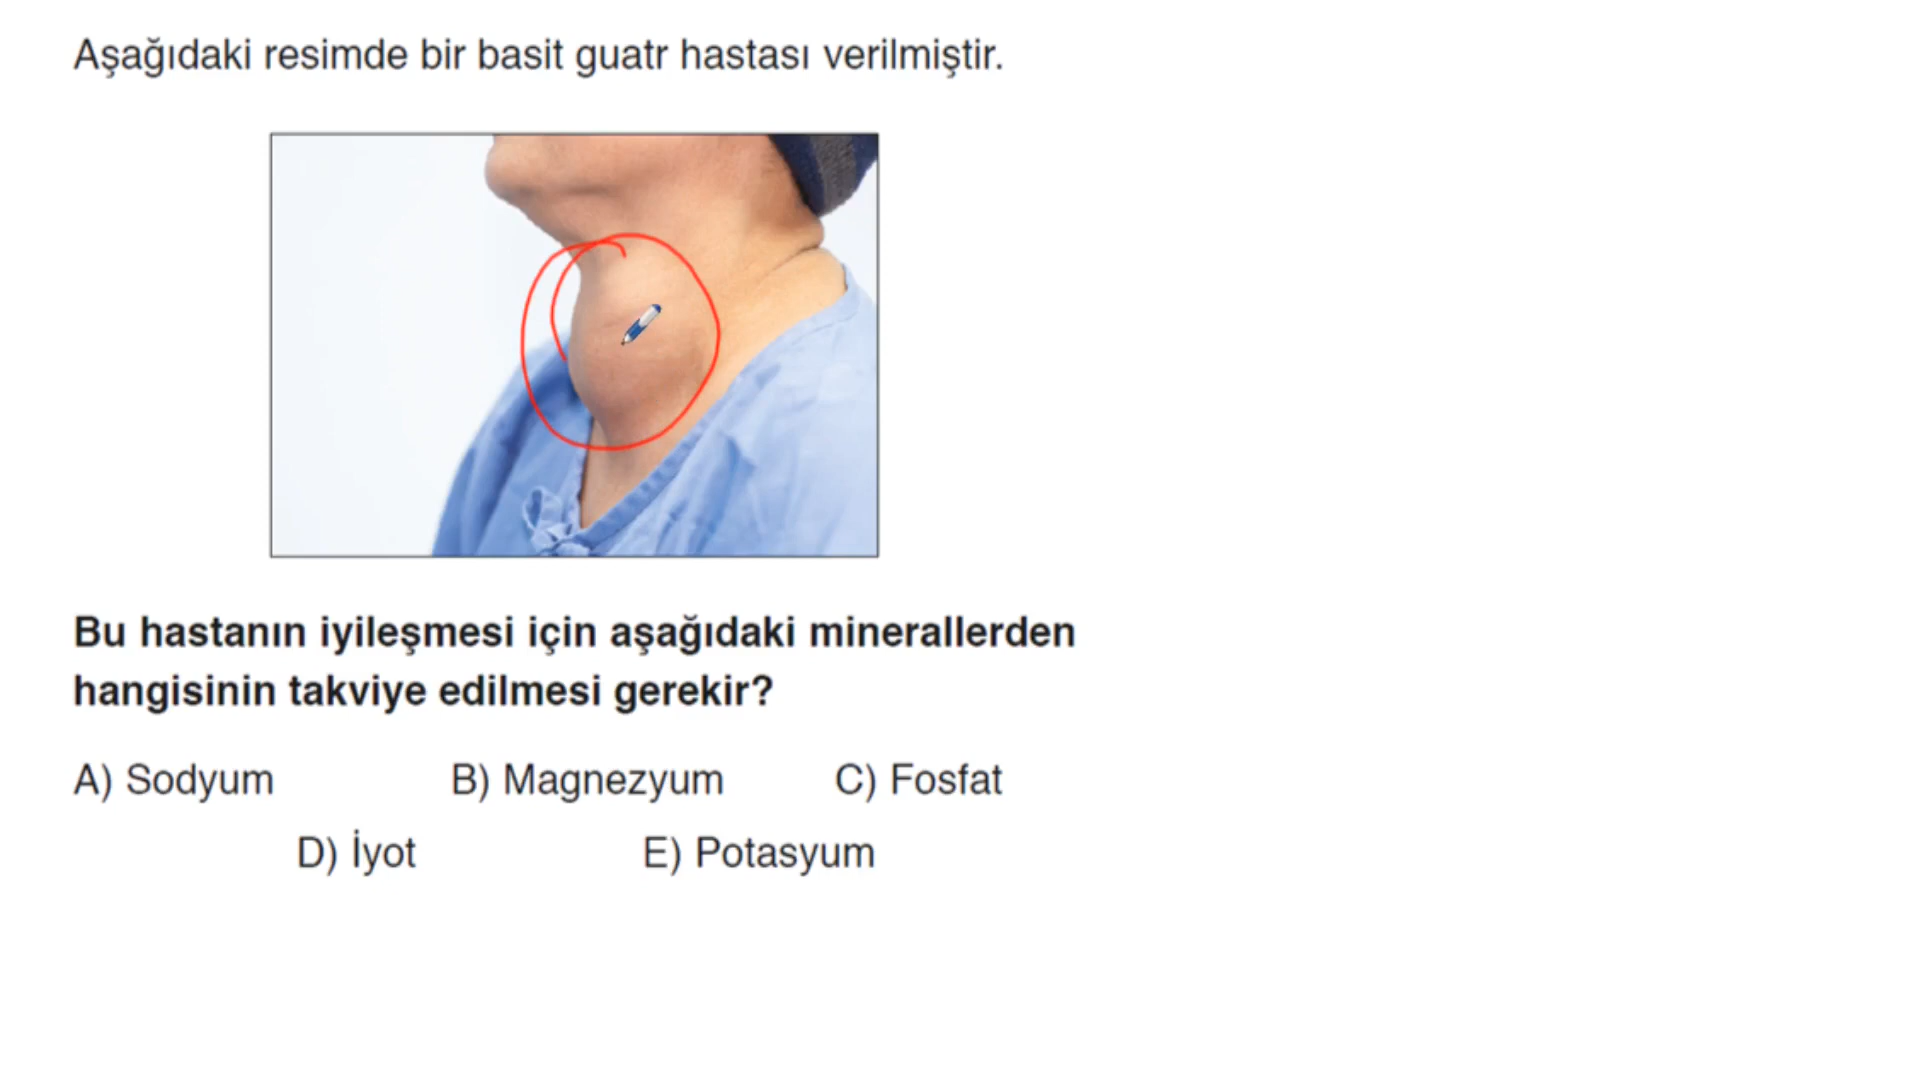 Aşağıdaki resimde bir basit guatr hastası verilmiştir.
Bu hastanın iyileşmesi için aşağıdaki minerallerden
hangisinin takviye edilmesi gerekir?
A) Sodyum B) Magnezyum C) Fosfat
D) İyot E) Potasyum